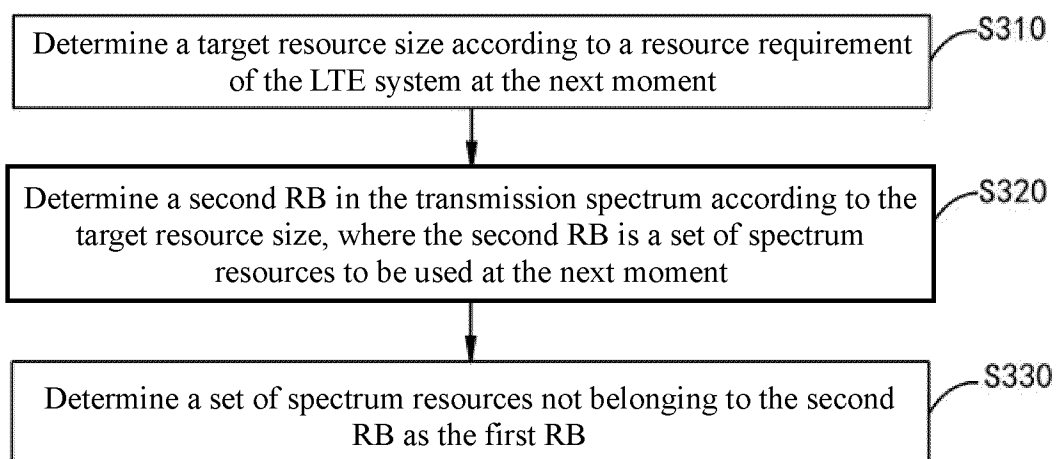 Determine a target resource size according to a resource requirement
of the LTE system at the next moment
S310
Determine a second RB in the transmission spectrum according to the
target resource size, where the second RB is a set of spectrum
resources to be used at the next moment
S320
Determine a set of spectrum resources not belonging to the second
RB as the first RB
S330